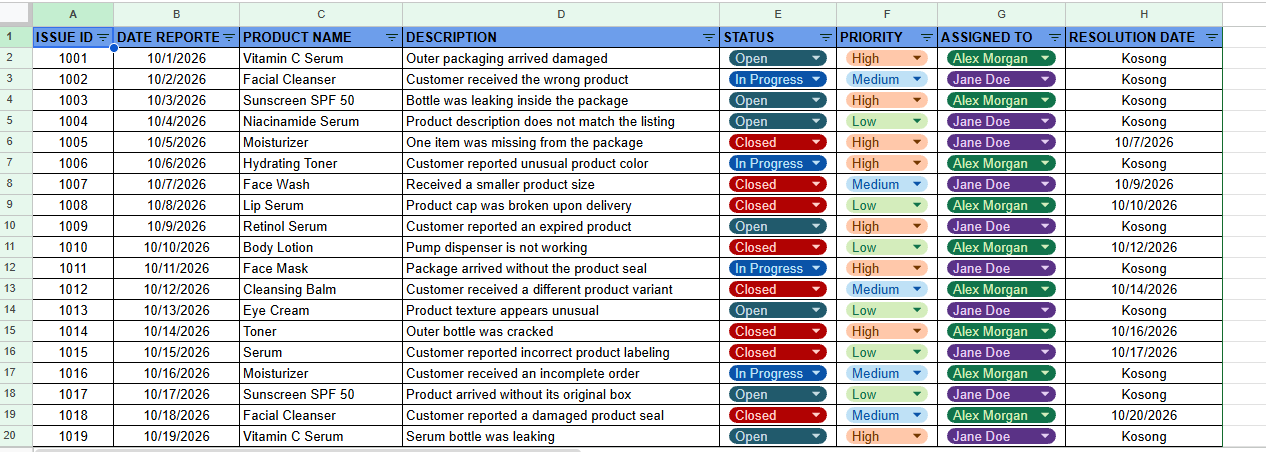 A B C D E F G H
1 ISSUE ID DATE REPORTE PRODUCT NAME DESCRIPTION STATUS PRIORITY ASSIGNED TO RESOLUTION DATE
2 1001 10/1/2026 Vitamin C Serum Outer packaging arrived damaged Open High Alex Morgan Kosong
3 1002 10/2/2026 Facial Cleanser Customer received the wrong product In Progress Medium Jane Doe Kosong
4 1003 10/3/2026 Sunscreen SPF 50 Bottle was leaking inside the package Open High Alex Morgan Kosong
5 1004 10/4/2026 Niacinamide Serum Product description does not match the listing Open Low Jane Doe Kosong
6 1005 10/5/2026 Moisturizer One item was missing from the package Closed High Alex Morgan 10/7/2026
7 1006 10/6/2026 Hydrating Toner Customer reported unusual product color In Progress High Alex Morgan Kosong
8 1007 10/7/2026 Face Wash Received a smaller product size Closed Medium Jane Doe 10/9/2026
9 1008 10/8/2026 Lip Serum Product cap was broken upon delivery Closed Low Alex Morgan 10/10/2026
10 1009 10/9/2026 Retinol Serum Customer reported an expired product Open High Jane Doe Kosong
11 1010 10/10/2026 Body Lotion Pump dispenser is not working Closed Low Alex Morgan 10/12/2026
12 1011 10/11/2026 Face Mask Package arrived without the product seal In Progress High Jane Doe Kosong
13 1012 10/12/2026 Cleansing Balm Customer received a different product variant Closed Medium Alex Morgan 10/14/2026
14 1013 10/13/2026 Eye Cream Product texture appears unusual Open Low Jane Doe Kosong
15 1014 10/14/2026 Toner Outer bottle was cracked Closed High Alex Morgan 10/16/2026
16 1015 10/15/2026 Serum Customer reported incorrect product labeling Closed Low Jane Doe 10/17/2026
17 1016 10/16/2026 Moisturizer Customer received an incomplete order In Progress Medium Alex Morgan Kosong
18 1017 10/17/2026 Sunscreen SPF 50 Product arrived without its original box Open Low Jane Doe Kosong
19 1018 10/18/2026 Facial Cleanser Customer reported a damaged product seal Closed Medium Alex Morgan 10/20/2026
20 1019 10/19/2026 Vitamin C Serum Serum bottle was leaking Open High Jane Doe Kosong